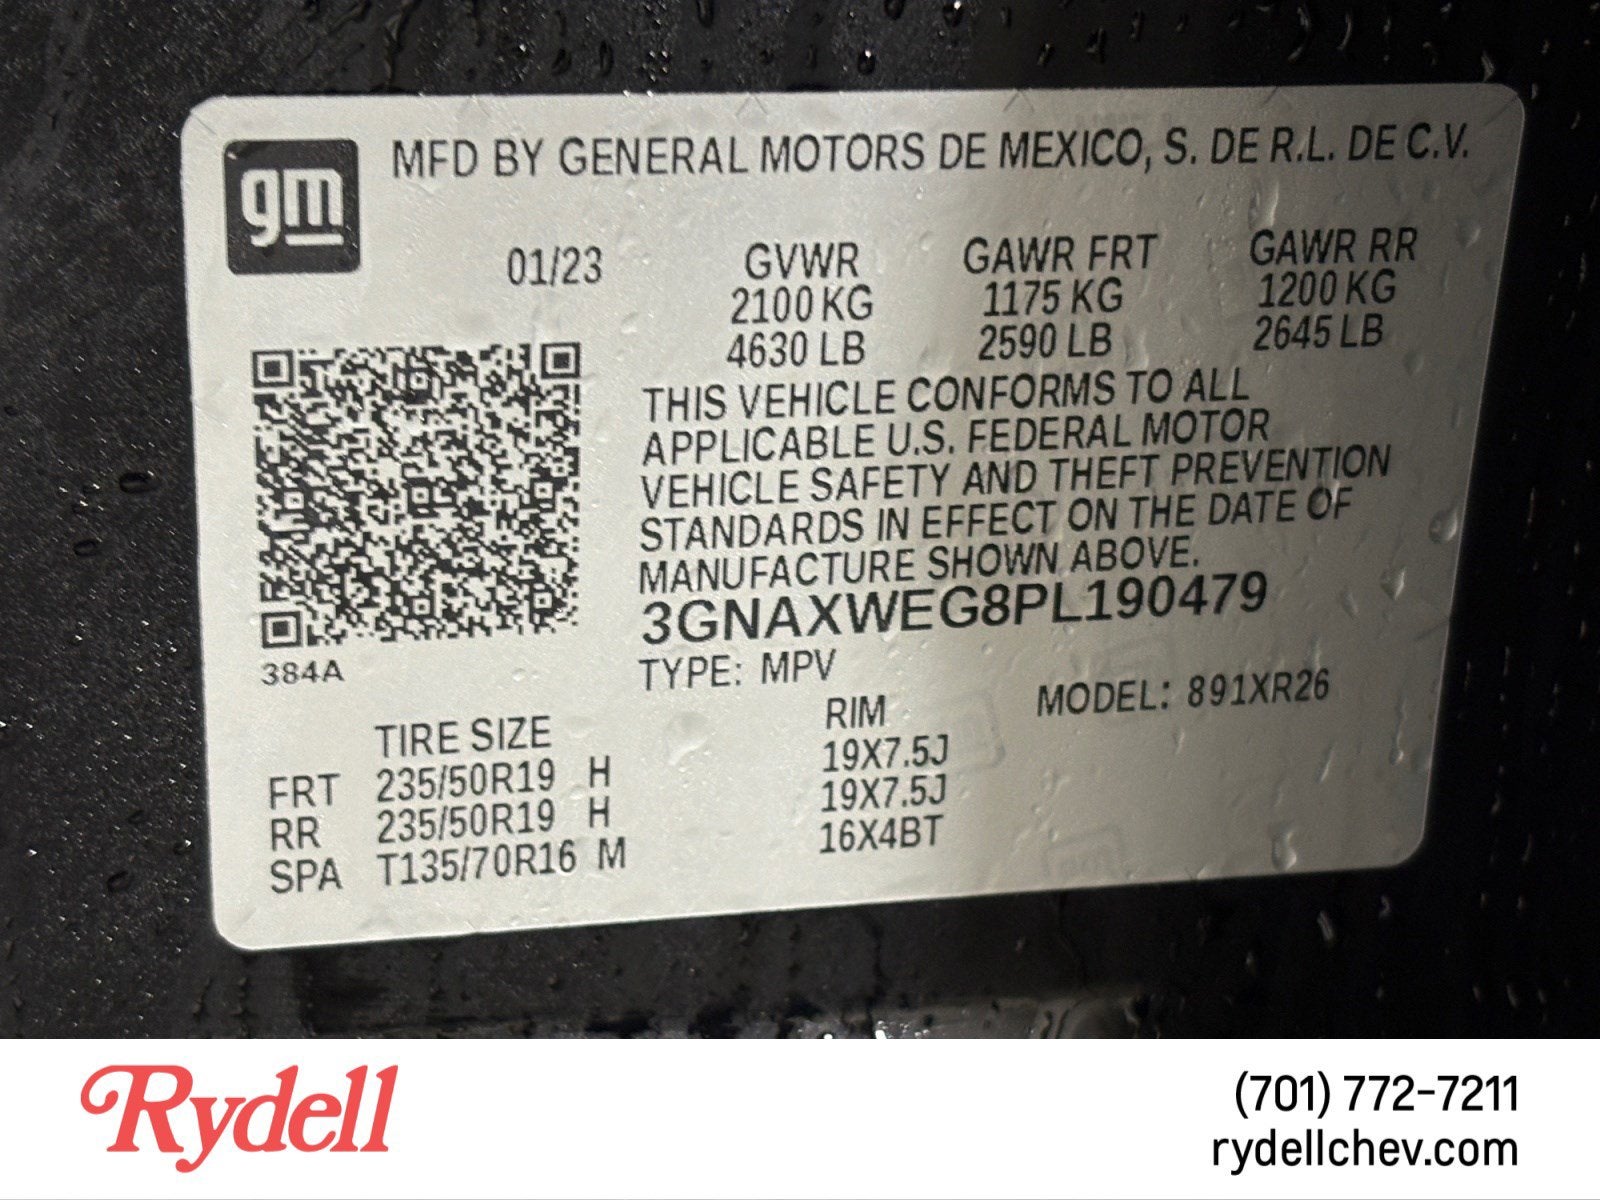 gm
MFD BY GENERAL MOTORS DE MEXICO, S. DE R.L. DE C.V.
01/23 GVWR GAWR FRT GAWR RR
2100 KG 1175 KG 1200 KG
4630 LB 2590 LB 2645 LB
THIS VEHICLE CONFORMS TO ALL
APPLICABLE U.S. FEDERAL MOTOR
VEHICLE SAFETY AND THEFT PREVENTION
STANDARDS IN EFFECT ON THE DATE OF
MANUFACTURE SHOWN ABOVE.
3GNAXWEG8PL190479
384A
TYPE: MPV MODEL: 891XR26
TIRE SIZE RIM
FRT 235/50R19 H 19X7.5J
RR 235/50R19 H 19X7.5J
SPA T135/70R16 M 16X4BT
Rydell
(701) 772-7211
rydellchev.com